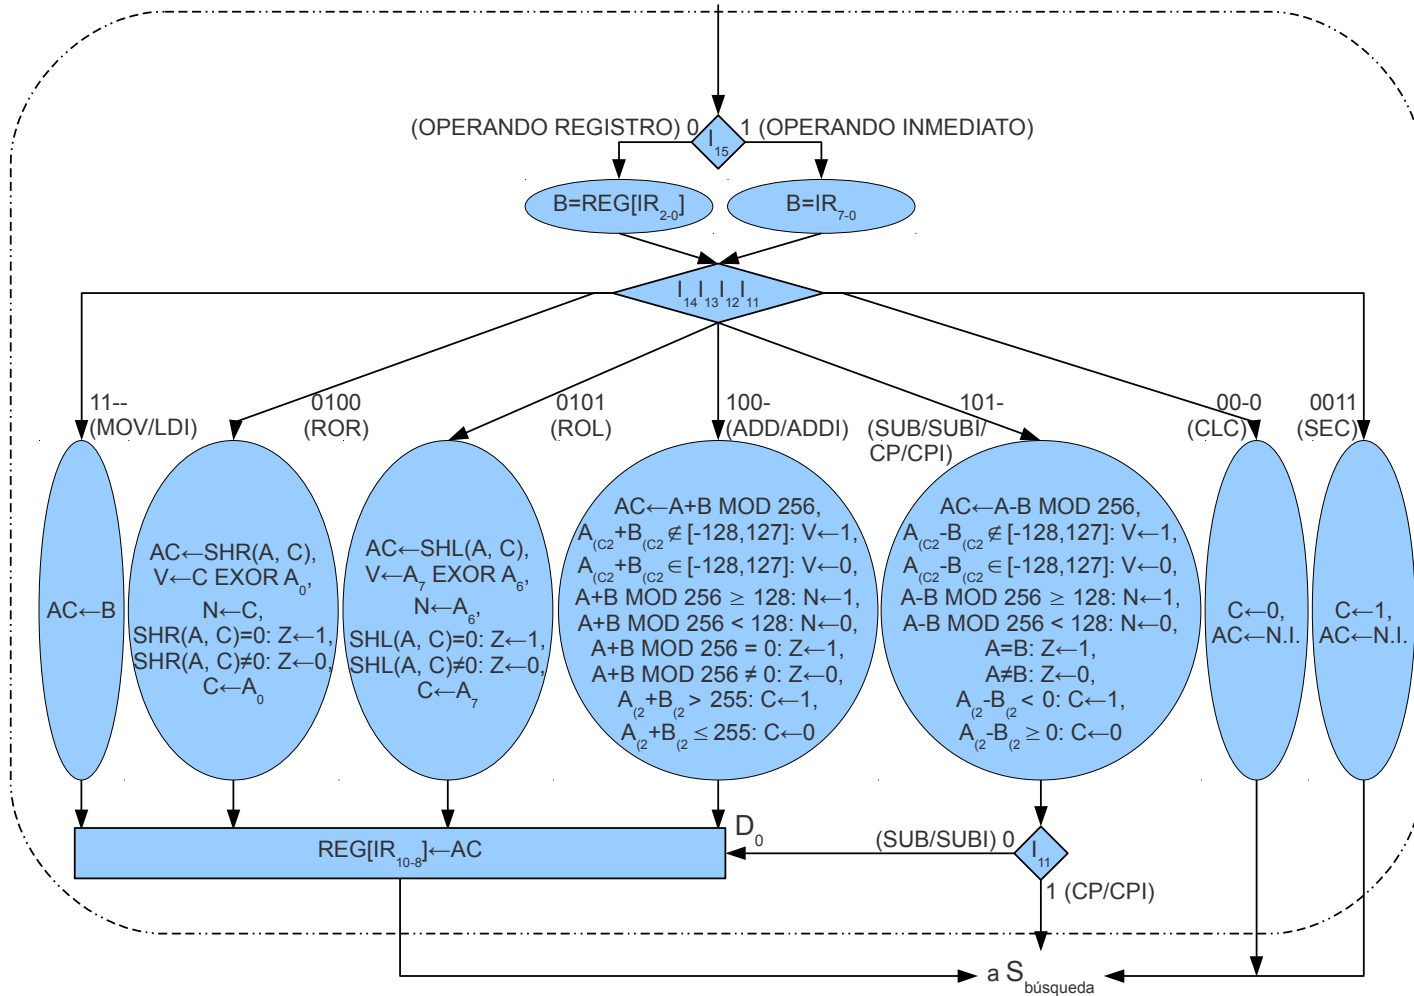 (OPERANDO REGISTRO) 0
1 (OPERANDO INMEDIATO)
I15
B=REG[IR2-0]
B=IR7-0
I14I13I12I11
11--
(MOV/LDI)
0100
(ROR)
0101
(ROL)
100-
(ADD/ADDI)
101-
(SUB/SUBI/
CP/CPI)
00-0
(CLC)
0011
(SEC)
AC←B
AC←SHR(A, C),
V←C EXOR A0,
N←C,
SHR(A, C)=0: Z←1,
SHR(A, C)≠0: Z←0,
C←A0
AC←SHL(A, C),
V←A7 EXOR A6,
N←A6,
SHL(A, C)=0: Z←1,
SHL(A, C)≠0: Z←0,
C←A7
AC←A+B MOD 256,
A(C2+B(C2 ∉ [-128,127]: V←1,
A(C2+B(C2 ∈ [-128,127]: V←0,
A+B MOD 256 ≥ 128: N←1,
A+B MOD 256 < 128: N←0,
A+B MOD 256 = 0: Z←1,
A+B MOD 256 ≠ 0: Z←0,
A(2+B(2 > 255: C←1,
A(2+B(2 ≤ 255: C←0
AC←A-B MOD 256,
A(C2-B(C2 ∉ [-128,127]: V←1,
A(C2-B(C2 ∈ [-128,127]: V←0,
A-B MOD 256 ≥ 128: N←1,
A-B MOD 256 < 128: N←0,
A=B: Z←1,
A≠B: Z←0,
A(2-B(2 < 0: C←1,
A(2-B(2 ≥ 0: C←0
C←0,
AC←N.I.
C←1,
AC←N.I.
REG[IR10-8]←AC
D0
(SUB/SUBI) 0
I11
1 (CP/CPI)
a Sbúsqueda